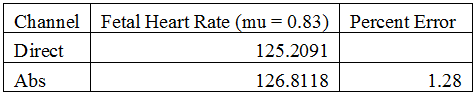 Channel Fetal Heart Rate (mu = 0.83) Percent Error
Direct 125.2091
Abs 126.8118 1.28